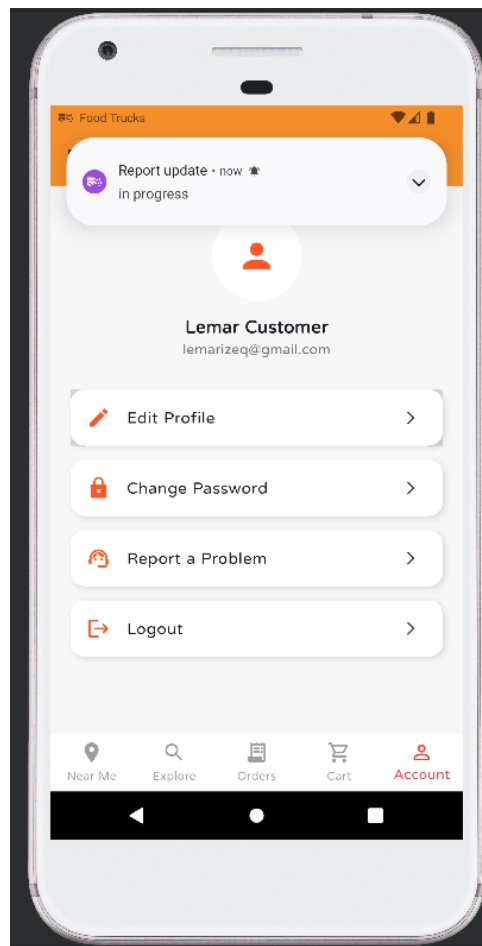 Food Trucks
Report update • now
in progress
Lemar Customer
lemarizeq@gmail.com
Edit Profile
Change Password
Report a Problem
Logout
Near Me
Explore
Orders
Cart
Account